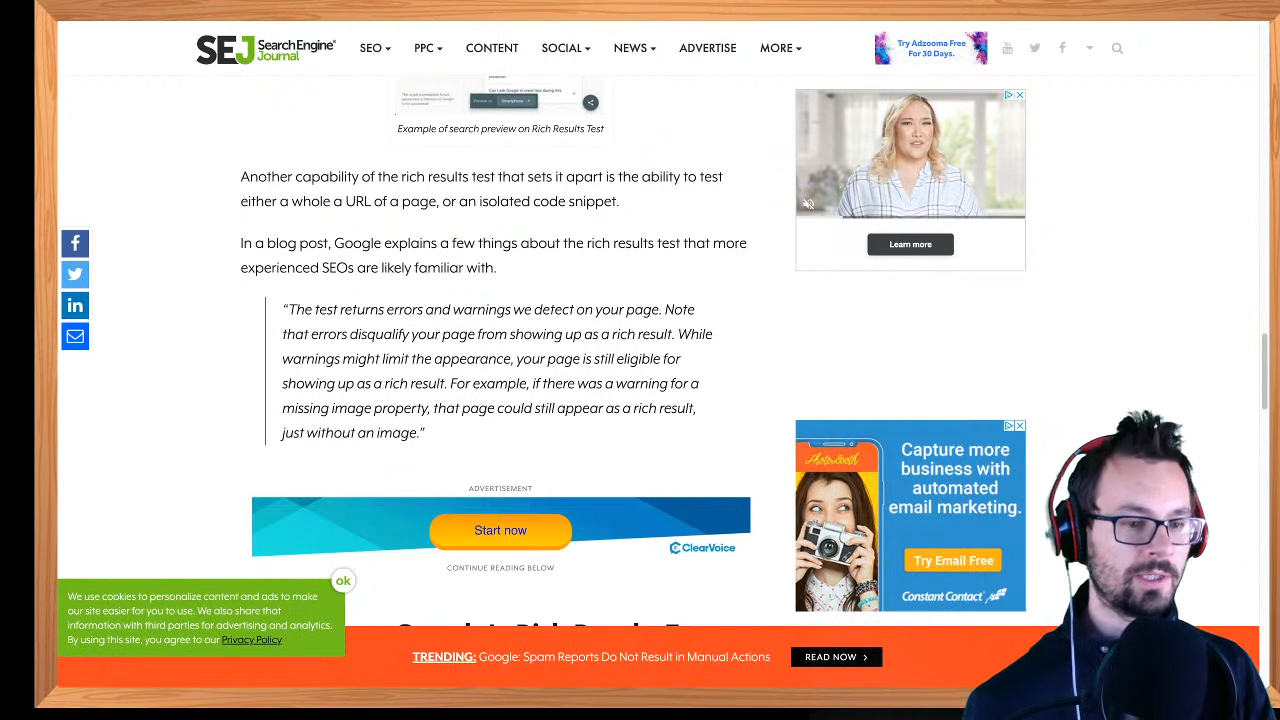 SEJ Search Engine Journal
SEO PPC CONTENT SOCIAL NEWS ADVERTISE MORE
Try Adzooma Free
For 30 Days.
Example of search preview on Rich Results Test
Another capability of the rich results test that sets it apart is the ability to test
either a whole a URL of a page, or an isolated code snippet.
In a blog post, Google explains a few things about the rich results test that more
experienced SEOs are likely familiar with.
“The test returns errors and warnings we detect on your page. Note
that errors disqualify your page from showing up as a rich result. While
warnings might limit the appearance, your page is still eligible for
showing up as a rich result. For example, if there was a warning for a
missing image property, that page could still appear as a rich result,
just without an image.”
ADVERTISEMENT
Start now
ClearVoice
CONTINUE READING BELOW
Learn more
PhotoBooth
Capture more
business with
automated
email marketing.
Try Email Free
Constant Contact
ok
We use cookies to personalize content and ads to make
our site easier for you to use. We also share that
information with third parties for advertising and analytics.
By using this site, you agree to our Privacy Policy
TRENDING: Google: Spam Reports Do Not Result in Manual Actions
READ NOW >